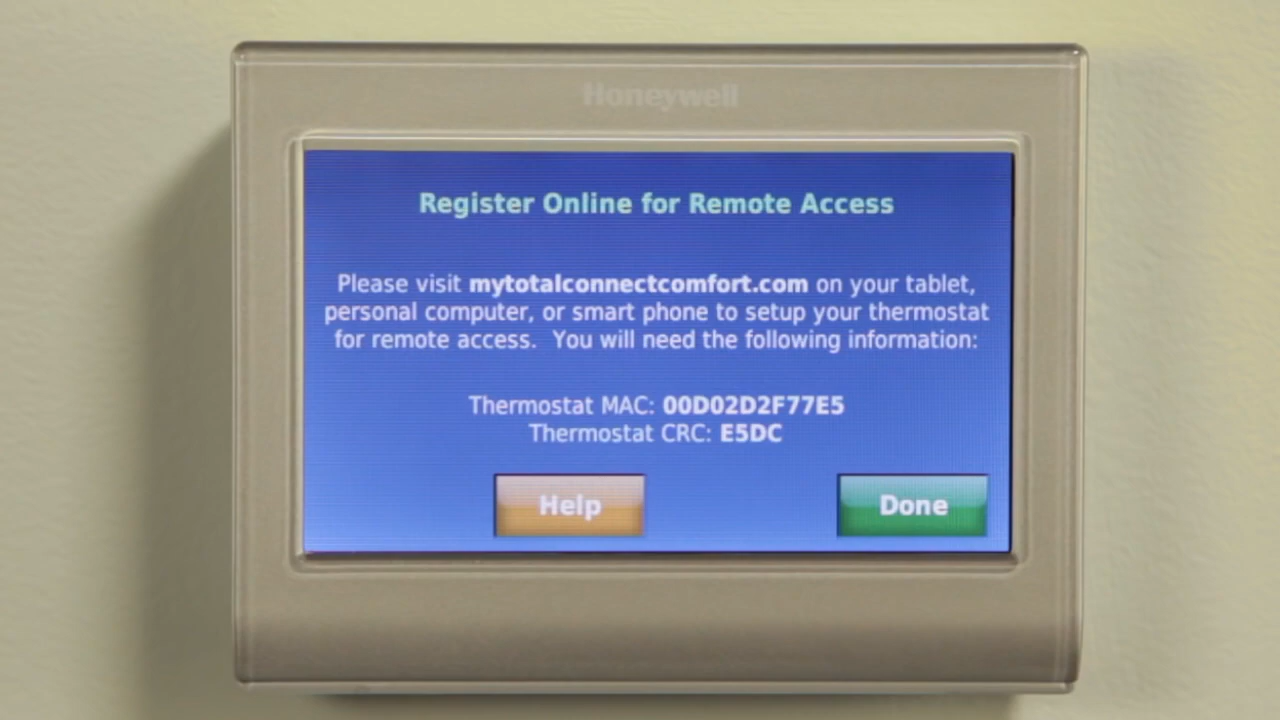 Honeywell
Register Online for Remote Access
Please visit mytotalconnectcomfort.com on your tablet,
personal computer, or smart phone to setup your thermostat
for remote access.  You will need the following information:
Thermostat MAC: 00D02D2F77E5
Thermostat CRC: E5DC
Help
Done